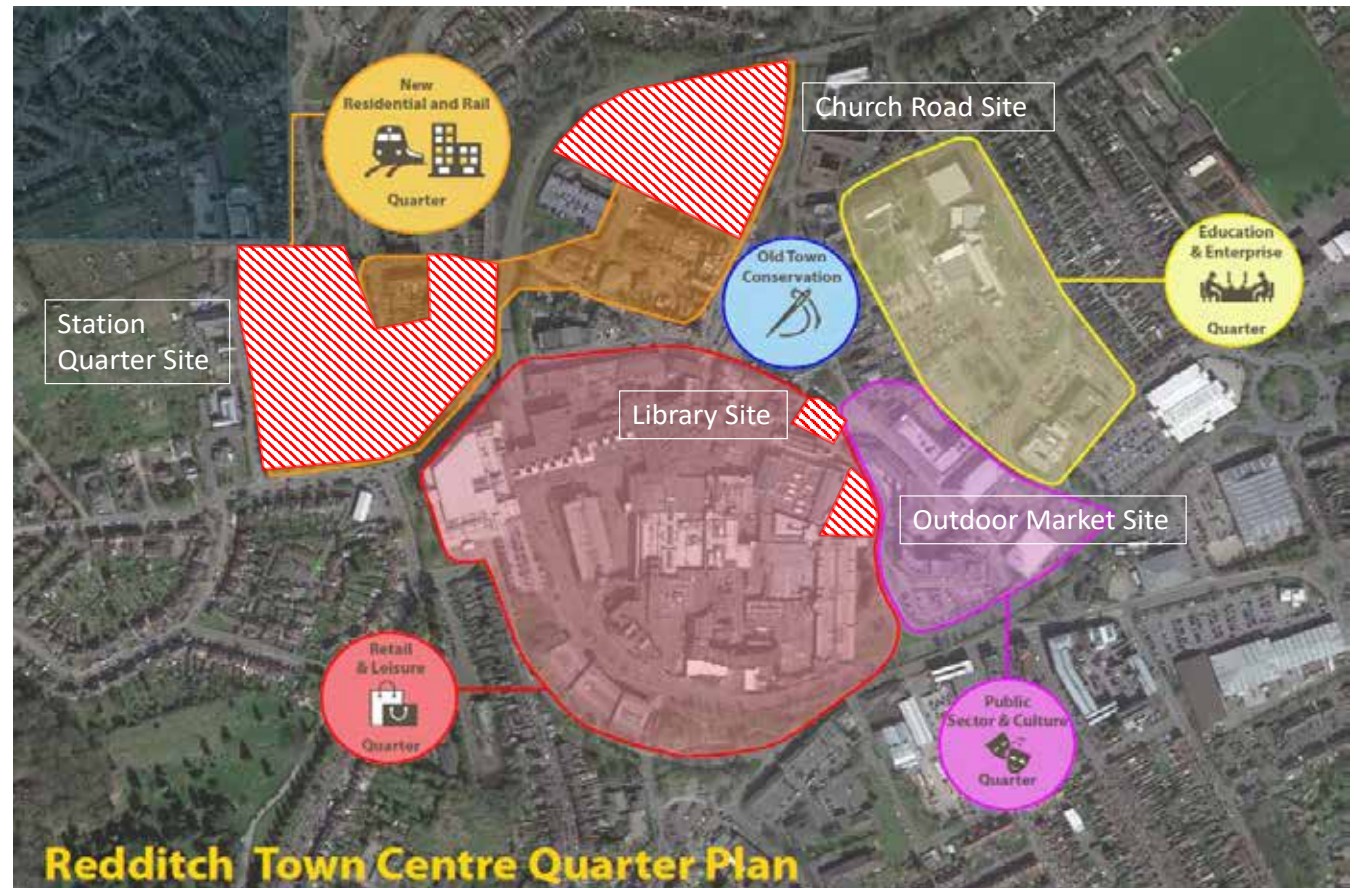 New
Residential and Rail
Quarter
Church Road Site
Education
& Enterprise
Quarter
Old Town
Conservation
Station
Quarter Site
Library Site
Outdoor Market Site
Retail
& Leisure
Quarter
Public
Sector & Culture
Quarter
Redditch Town Centre Quarter Plan